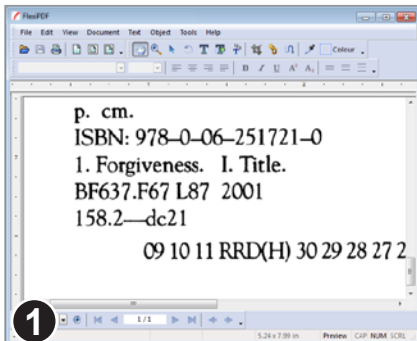 FlexiPDF
File Edit View Document Text Object Tools Help
Colour
p. cm.
ISBN: 978–0–06–251721–0
1. Forgiveness. I. Title.
BF637.F67 L87 2001
158.2—dc21
09 10 11 RRD(H) 30 29 28 27 2
1
1 / 1
5.24 x 7.99 in Preview CAP NUM SCRL